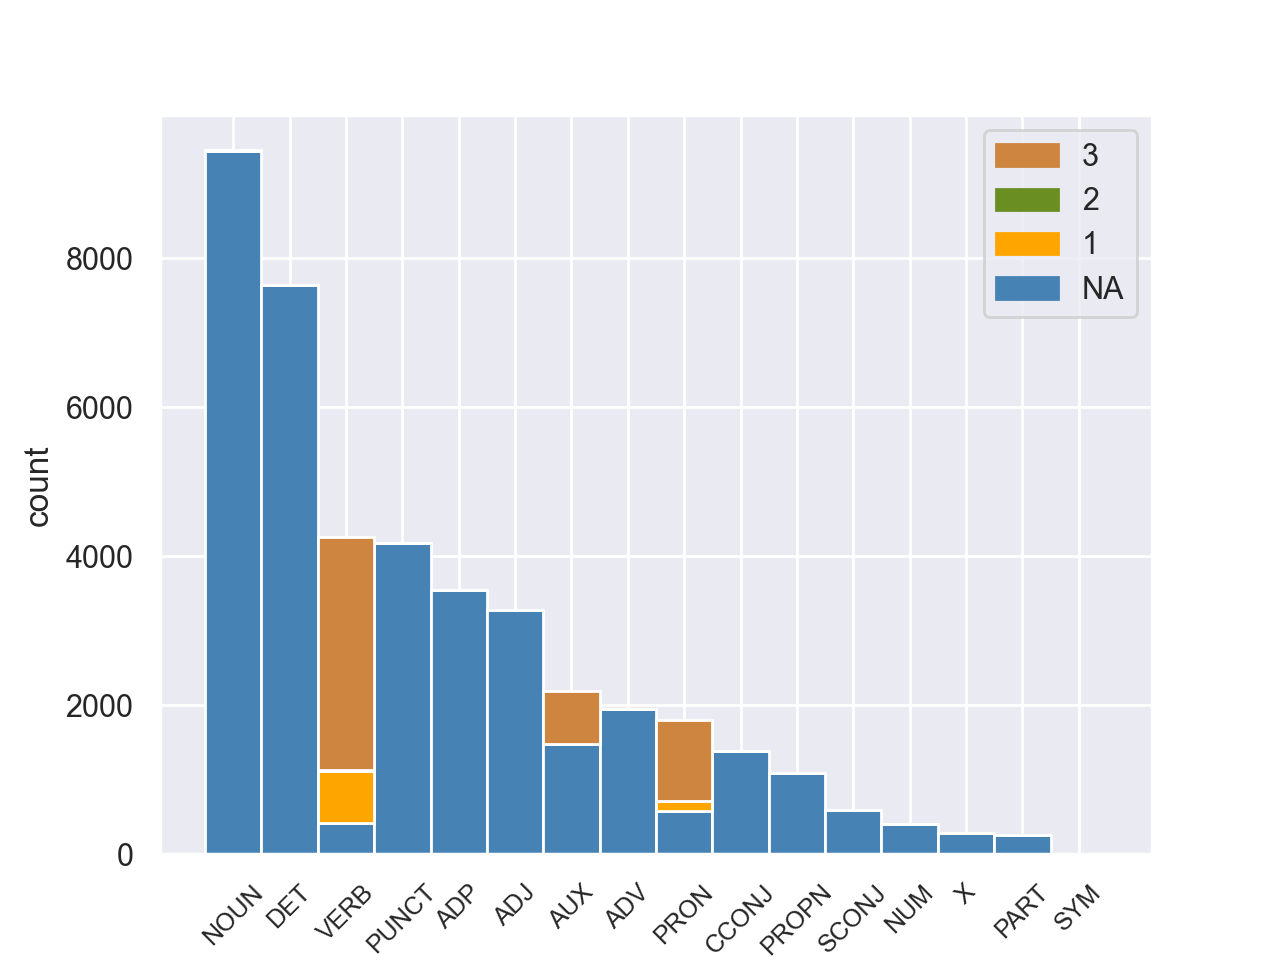 3
2
1
NA
8000
6000
4000
2000
0
count
NOUN
DET
VERB
PUNCT
ADP
ADJ
AUX
ADV
PRON
CCONJ
PROPN
SCONJ
NUM
X
PART
SYM